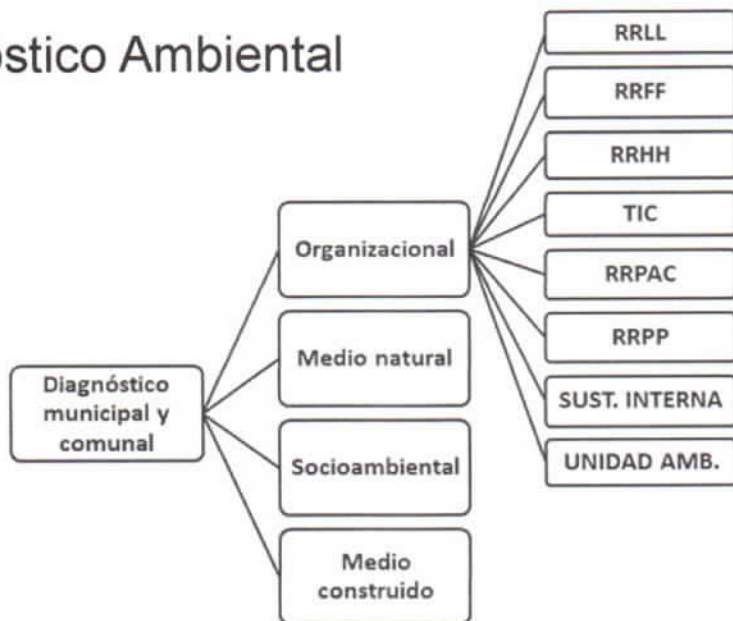 óstico Ambiental
Diagnóstico
municipal y
comunal
Organizacional
Medio natural
Socioambiental
Medio
construido
RRLL
RRFF
RRHH
TIC
RRPAC
RRPP
SUST. INTERNA
UNIDAD AMB.